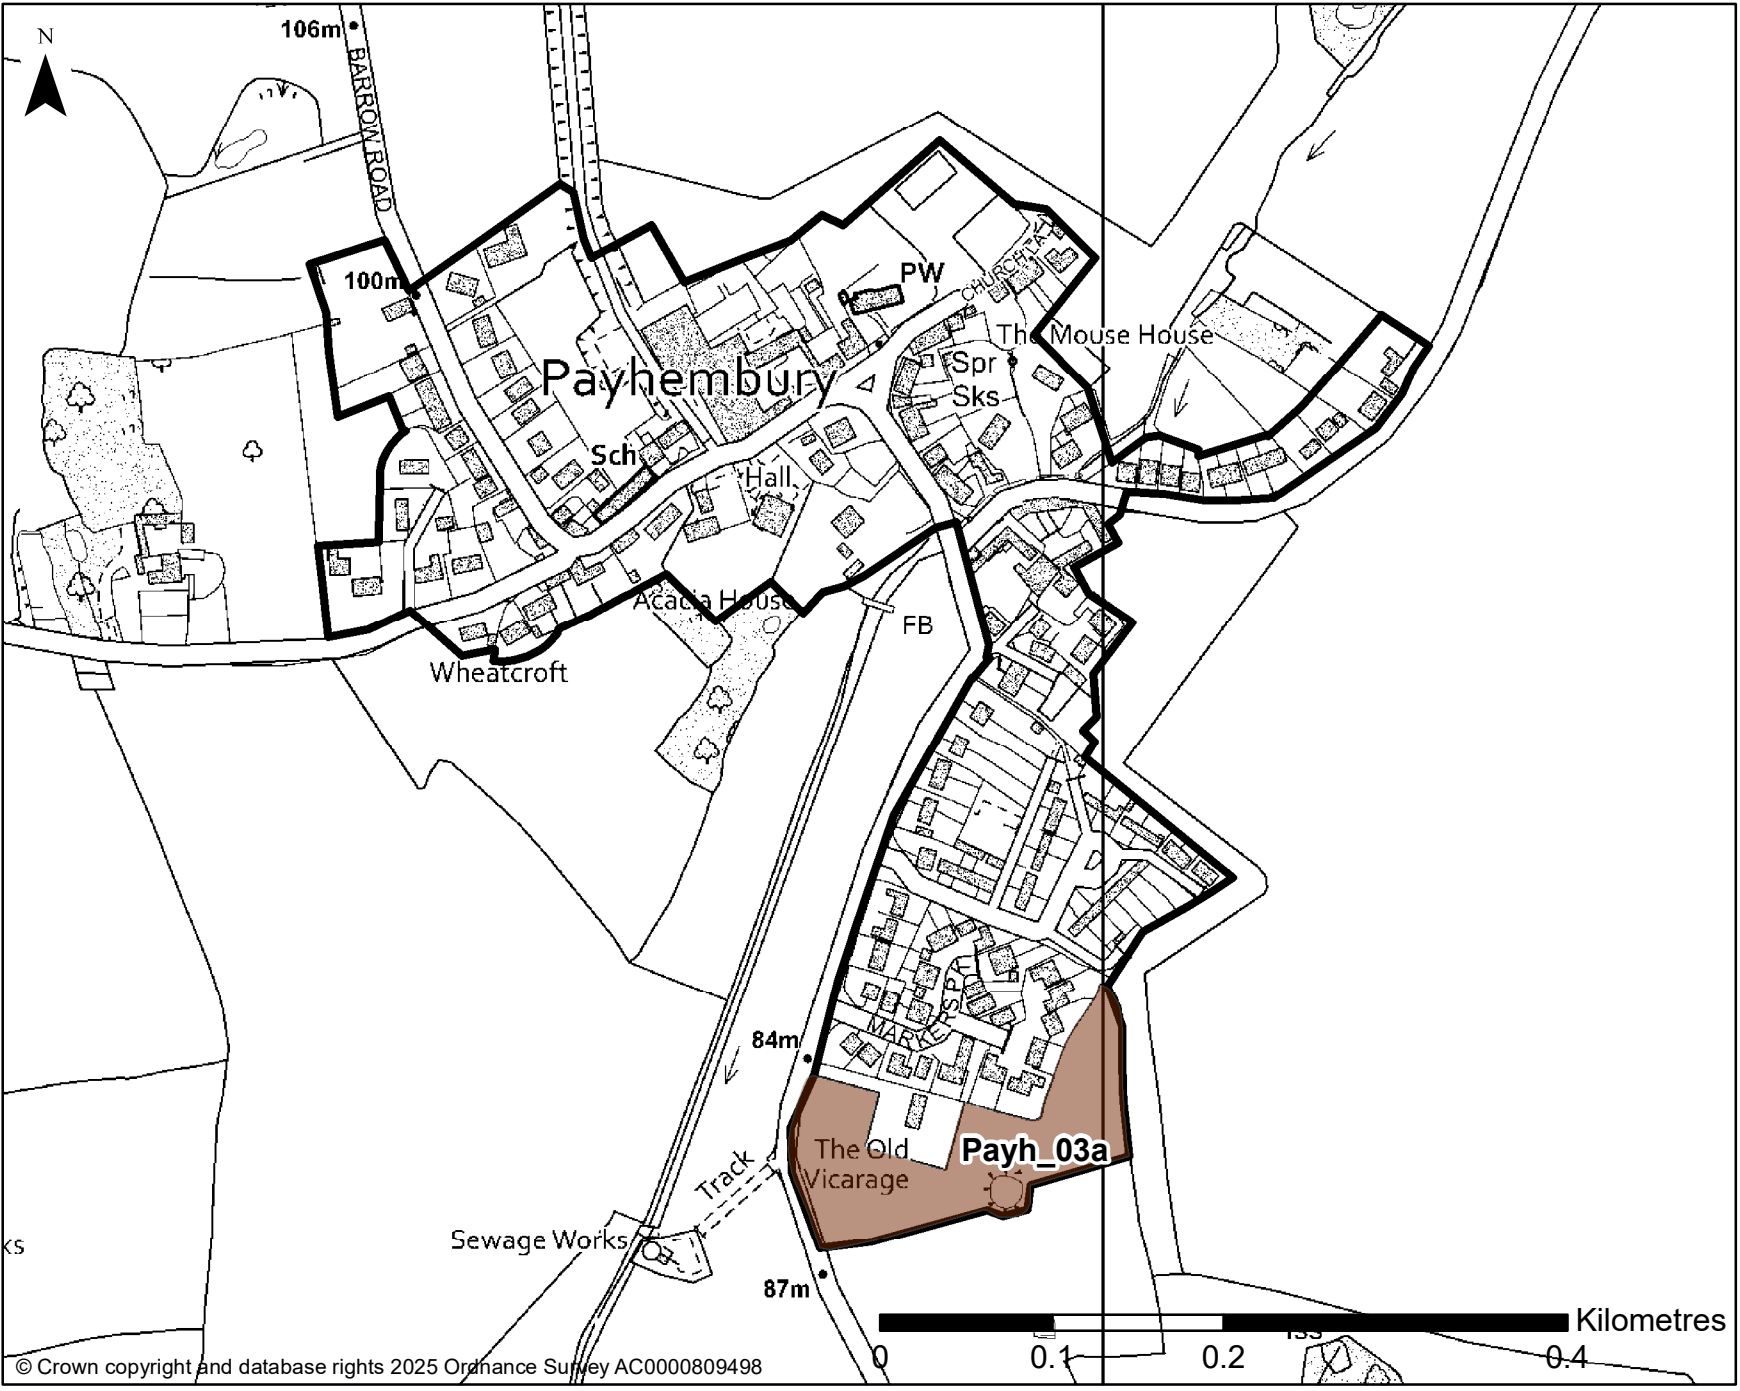 106m
N
BARROW ROAD
PW
100m
The Mouse House
Payhembury
Spr
Sks
Sch
Hall
Acacia House
FB
Wheatcroft
MARKERS P
84m
The Old
Vicarage
Payh_03a
Track
Sewage Works
ks
87m
Kilometres
Iss
0 0.1 0.2 0.4
© Crown copyright and database rights 2025 Ordnance Survey AC0000809498